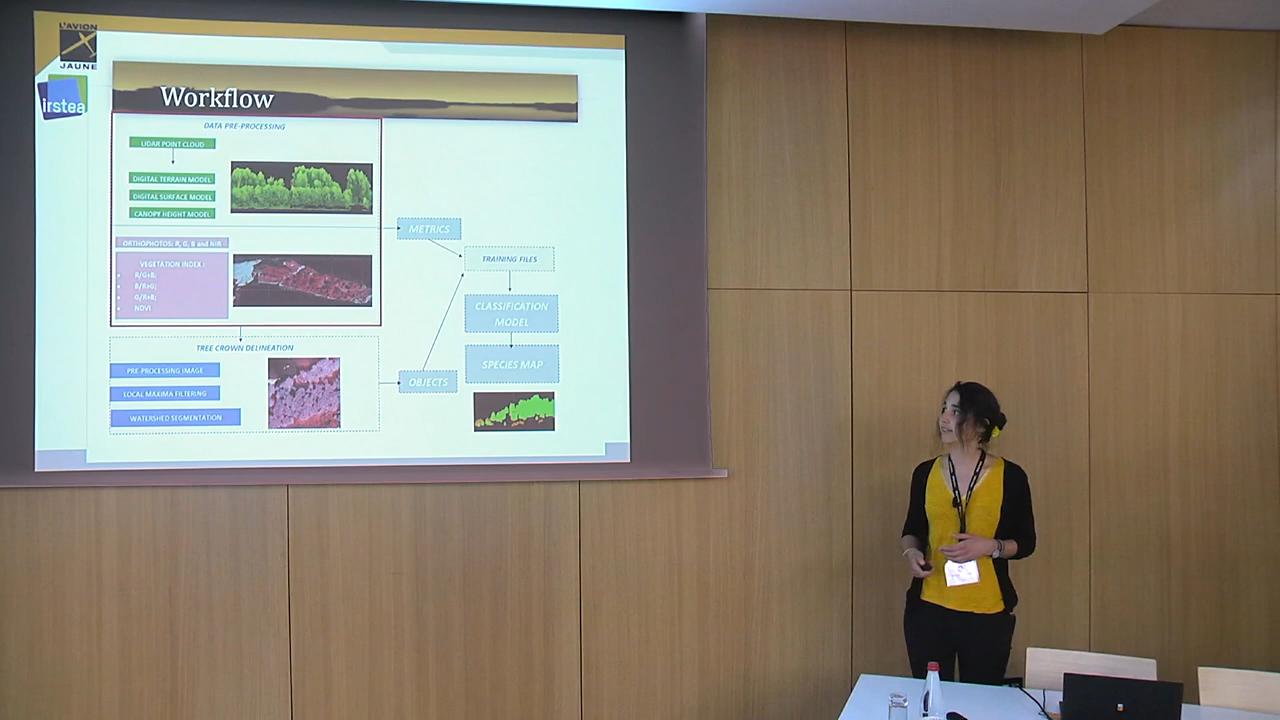 L'AVION
JAUNE
irstea
Workflow
DATA PRE-PROCESSING
LIDAR POINT CLOUD
DIGITAL TERRAIN MODEL
DIGITAL SURFACE MODEL
CANOPY HEIGHT MODEL
ORTHOPHOTOS: R, G, B and NIR
VEGETATION INDEX :
R/G+B;
B/R+G;
G/R+B;
NDVI
METRICS
TRAINING FILES
CLASSIFICATION
MODEL
SPECIES MAP
TREE CROWN DELINEATION
PRE-PROCESSING IMAGE
LOCAL MAXIMA FILTERING
WATERSHED SEGMENTATION
OBJECTS